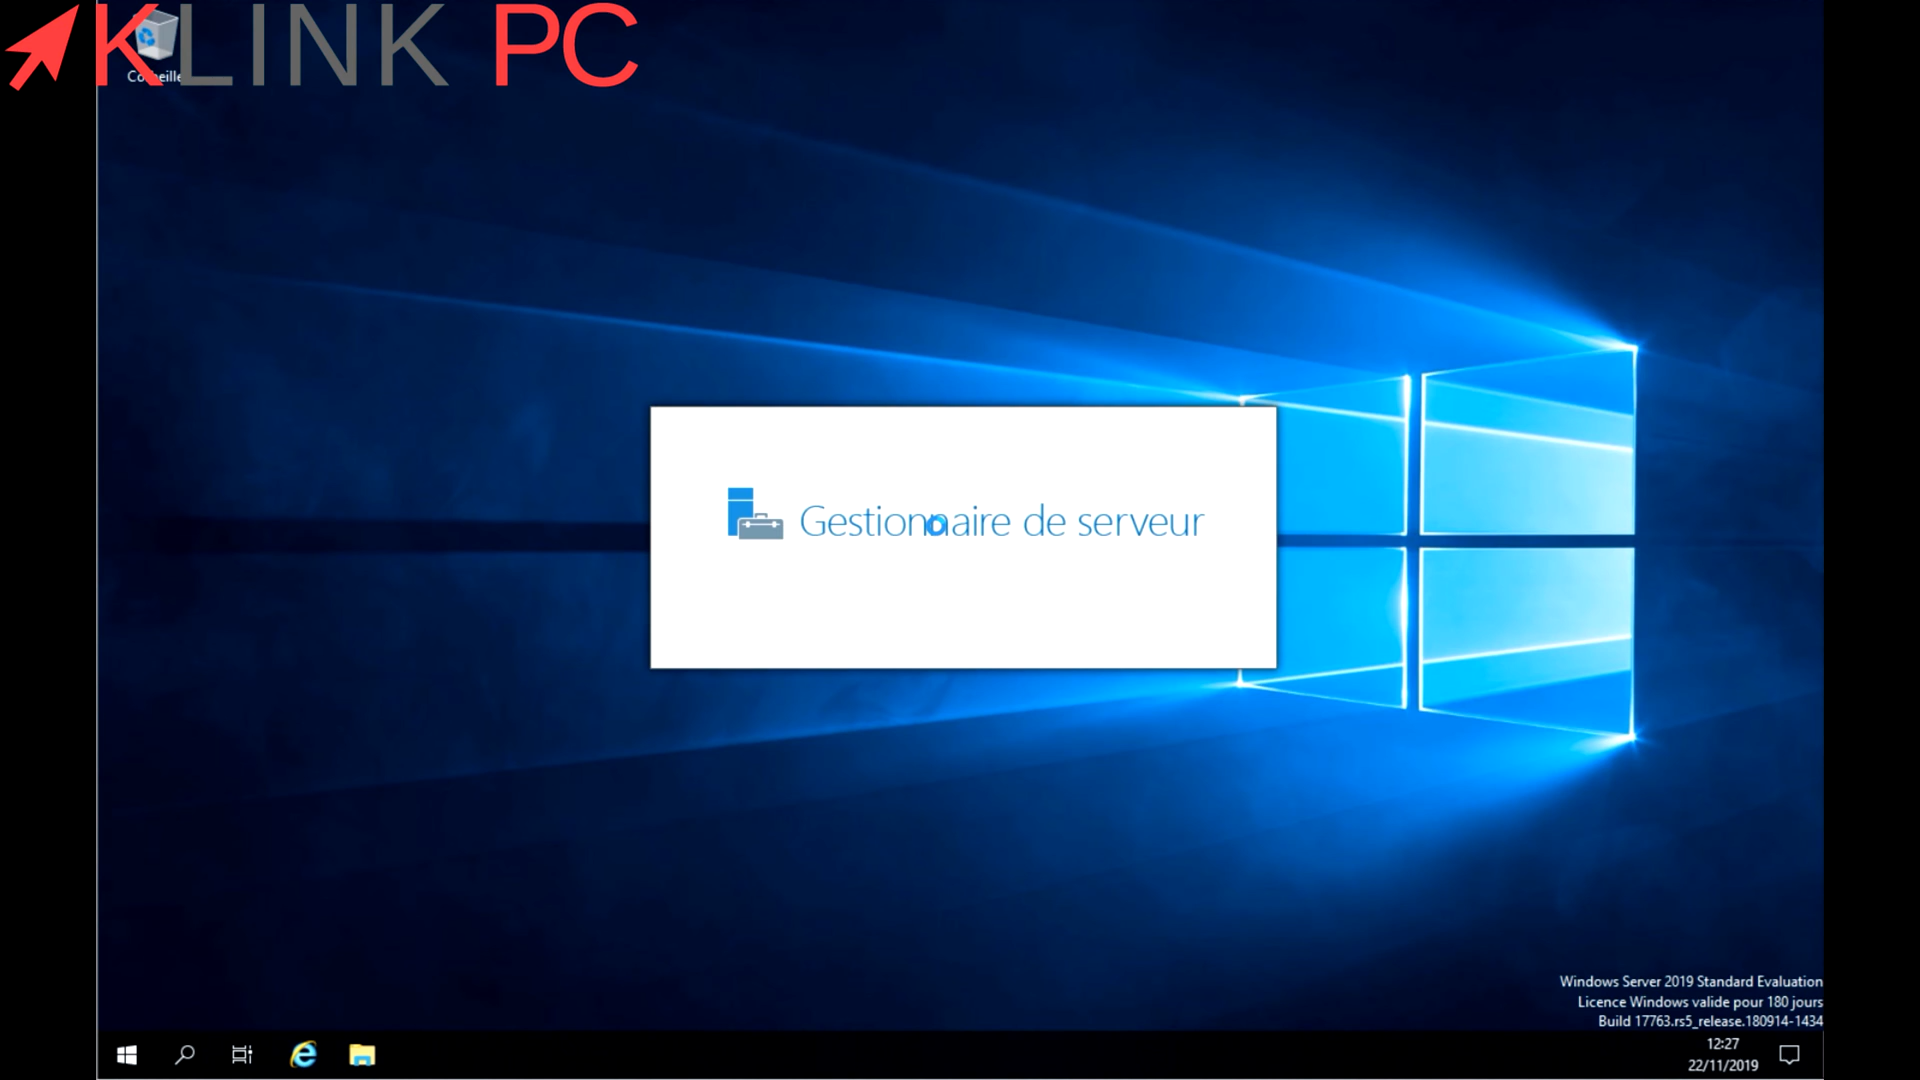 KLINK PC
Corbeille
Gestionnaire de serveur
Windows Server 2019 Standard Evaluation
Licence Windows valide pour 180 jours
Build 17763.rs5_release.180914-1434
12:27
22/11/2019